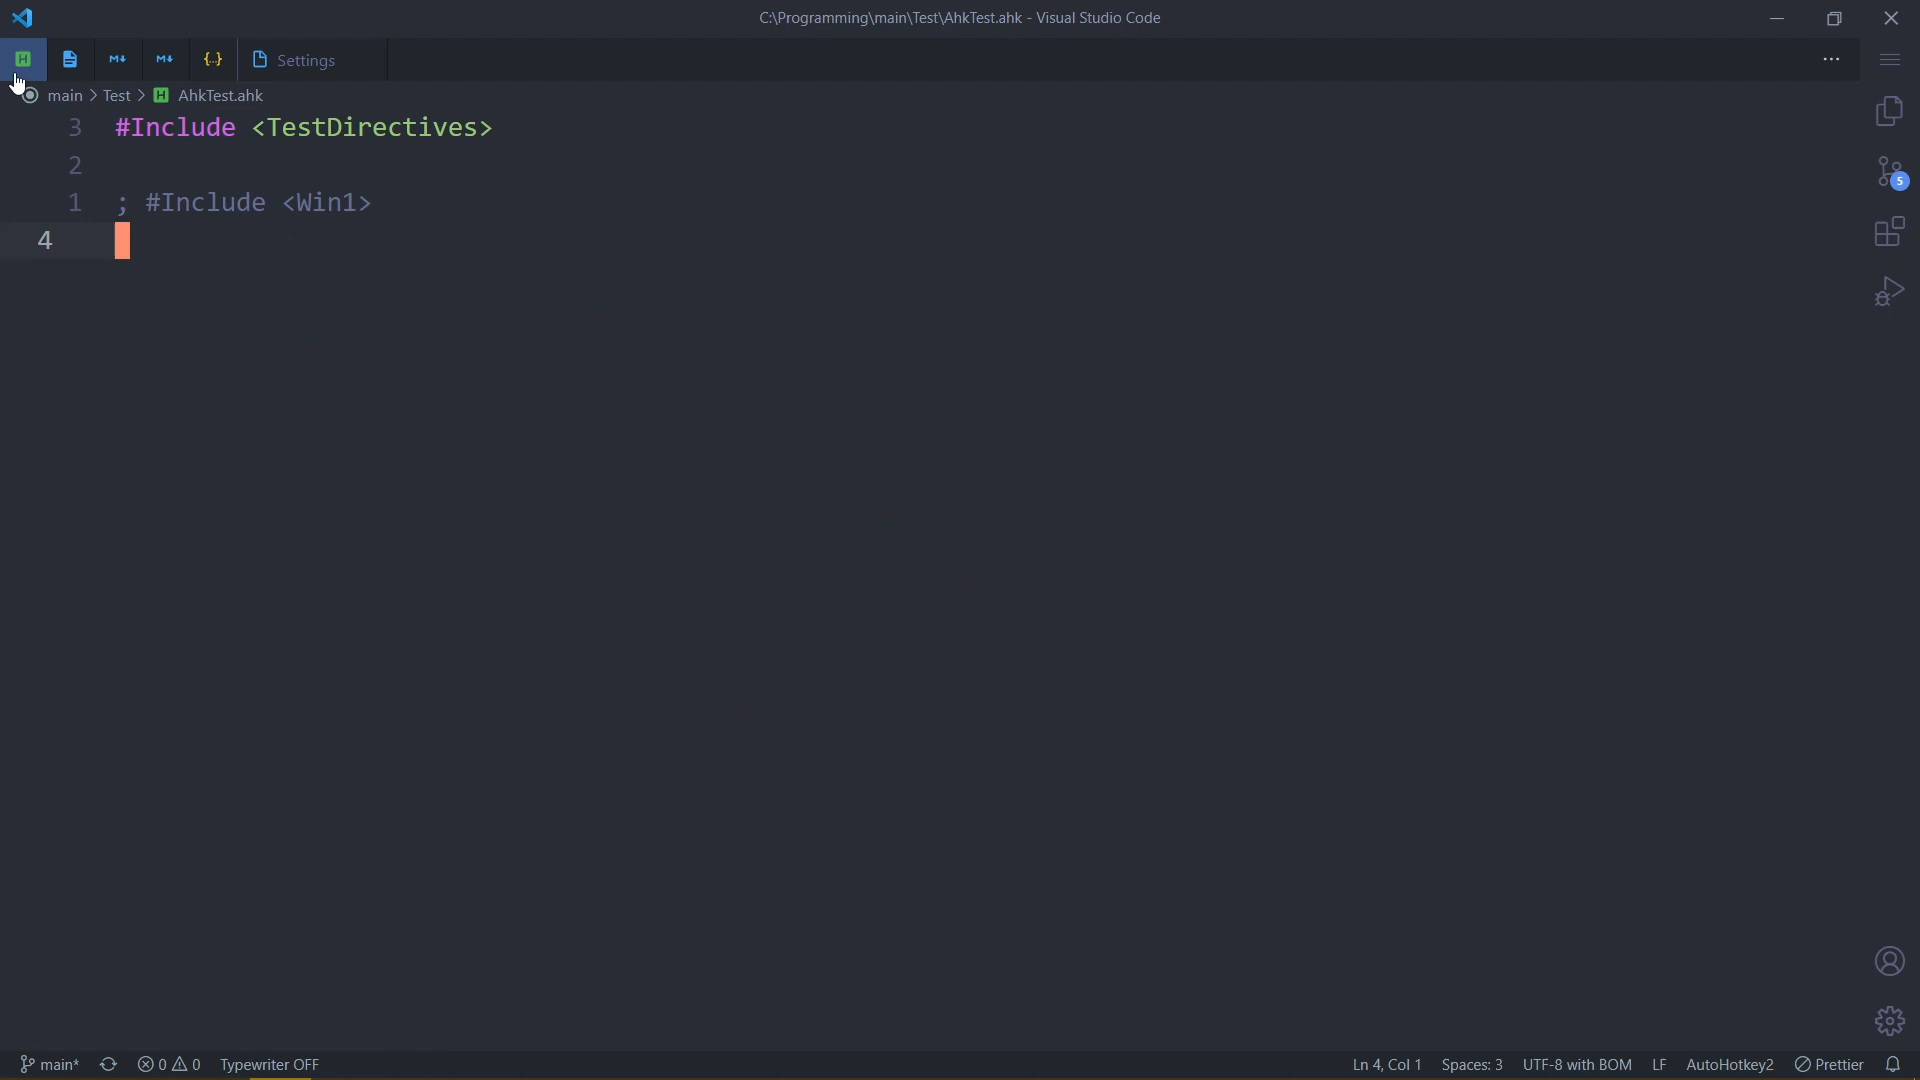 C:\Programming\main\Test\AhkTest.ahk - Visual Studio Code
Settings
main > Test > AhkTest.ahk
3 #Include <TestDirectives>
2
1 ; #Include <Win1>
4
5
main* 0 0 Typewriter OFF Ln 4, Col 1 Spaces: 3 UTF-8 with BOM LF AutoHotkey2 Prettier